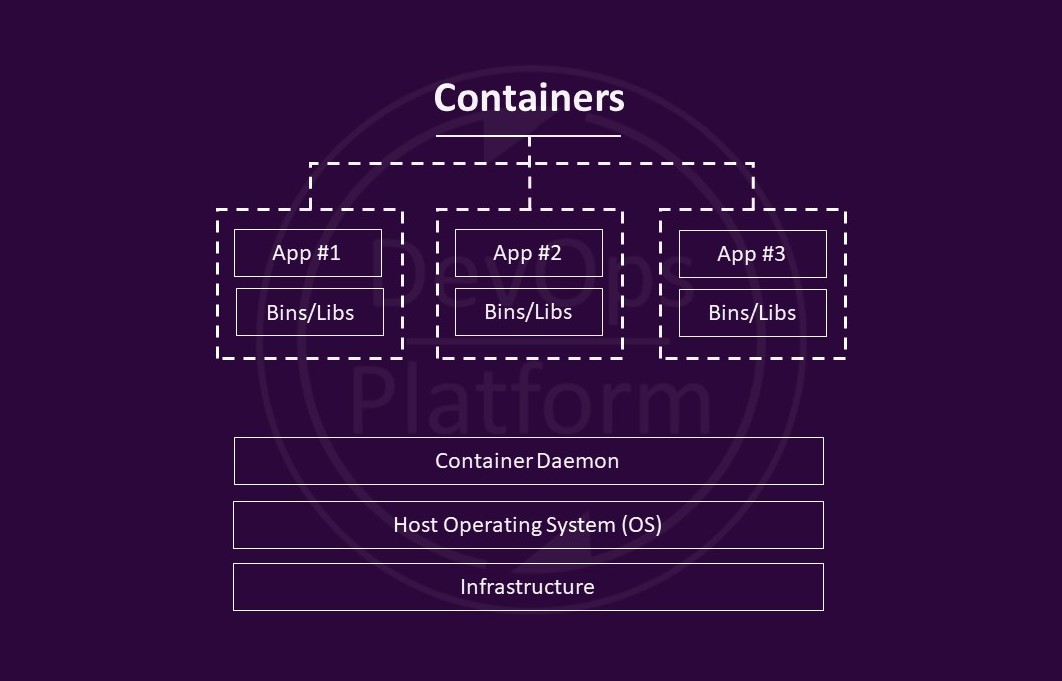 Containers
App #1
App #2
App #3
Bins/Libs
Bins/Libs
Bins/Libs
DevOps
Platform
Container Daemon
Host Operating System (OS)
Infrastructure